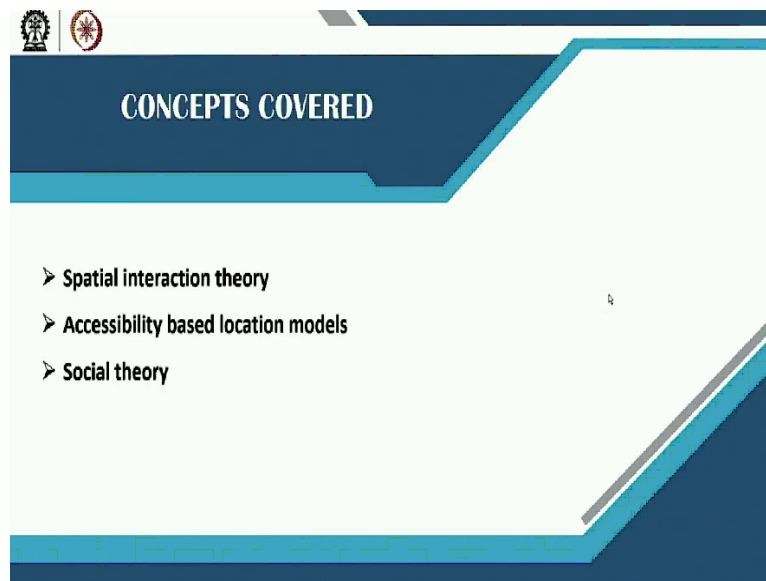 CONCEPTS COVERED
Spatial interaction theory
Accessibility based location models
Social theory